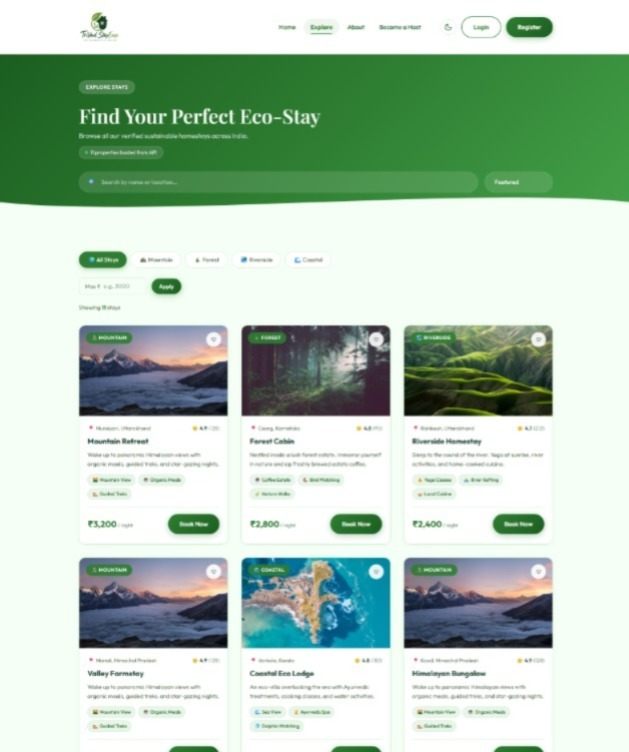 Home Explore About Become a Host Login Register
EXPLORE STAYS
Find Your Perfect Eco-Stay
Browse all our verified sustainable homestays across India.
properties loaded from API
Search by name or location... Featured
All Stays Mountain Forest Riverside Coastal
Max ₹ e.g. 3000 Apply
Showing stays
MOUNTAIN FOREST RIVERSIDE
Munsiyari, Uttarakhand 4.9 Coorg, Karnataka 4.8 Rishikesh, Uttarakhand 4.7
Mountain Retreat Forest Cabin Riverside Homestay
Wake up to panoramic Himalayan views with Nestled inside a lush forest estate. Immerse yourself Sleep to the sound of the river. Yoga at sunrise, river
organic meals, guided treks, and star-gazing nights. in nature and sip freshly brewed estate coffee. activities, and home-cooked cuisine.
Mountain View Organic Meals Coffee Estate Bird Watching Yoga Classes River Rafting
Guided Treks Nature Walks Local Cuisine
₹3,200 / night Book Now ₹2,800 / night Book Now ₹2,400 / night Book Now
MOUNTAIN COASTAL MOUNTAIN
Manali, Himachal Pradesh 4.9 Kerala 4.8 Himachal Pradesh 4.9
Valley Farmstay Coastal Eco Lodge Himalayan Bungalow
Wake up to panoramic Himalayan views with An eco-villa overlooking the sea with Ayurvedic Wake up to panoramic Himalayan views with
organic meals, guided treks, and star-gazing nights. treatments, cooking classes, and water activities. organic meals, guided treks, and star-gazing nights.
Mountain View Organic Meals Sea View Ayurveda Spa Mountain View Organic Meals
Guided Treks Dolphin Watching Guided Treks